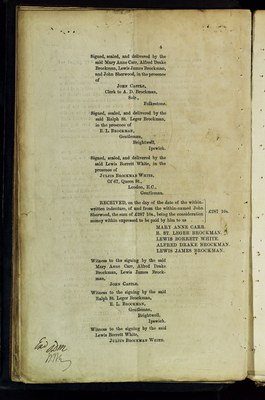 6
Signed, sealed, and delivered by the
said Mary Anne Carr, Alfred Drake
Brockman, Lewis James Brockman,
and John Sherwood, in the presence
of
JOHN CASTER,
Clerk to A. D. Brockman,
Solr.,
Folkestone.
Signed, sealed, and delivered by the
said Ralph St. Leger Brockman,
in the presence of
E. L. BROCKMAN,
Gentleman,
Brightwell,
Ipswich.
Signed, sealed, and delivered by the
said Lewis Borrett White, in the
presence of
JULIUS BROCKMAN WHITE,
Of 67, Queen St.,
London, E.C.,
Gentleman.
RECEIVED, on the day of the date of the within-
written indenture, of and from the within-named John
Sherwood, the sum of £287 10s., being the consideration
money within expressed to be paid by him to us
£287 10s.
MARY ANNE CARR.
R. ST. LEGER BROCKMAN.
LEWIS BORRETT WHITE.
ALFRED DRAKE BROCKMAN.
LEWIS JAMES BROCKMAN.
Witness to the signing by the said
Mary Anne Carr, Alfred Drake
Brockman, Lewis James Brock-
man,
JOHN CASTER.
Witness to the signing by the said
Ralph St. Leger Brockman,
E. L. BROCKMAN,
Gentleman,
Brightwell,
Ipswich.
Witness to the signing by the said
Lewis Borrett White,
JULIUS BROCKMAN WHITE.